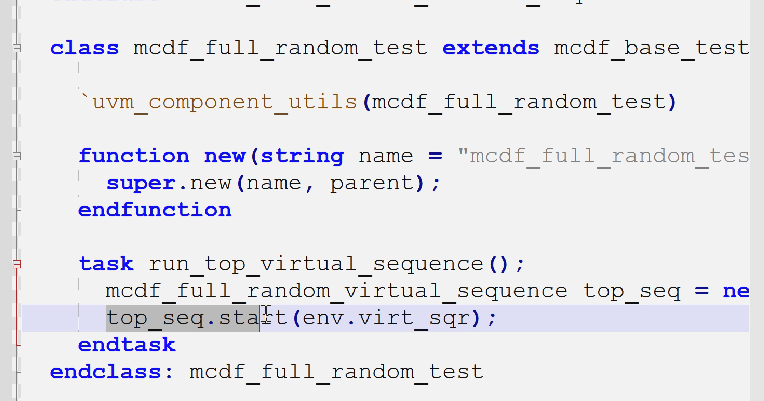 class mcdf_full_random_test extends mcdf_base_test
`uvm_component_utils(mcdf_full_random_test)
function new(string name = "mcdf_full_random_tes
super.new(name, parent);
endfunction
task run_top_virtual_sequence();
mcdf_full_random_virtual_sequence top_seq = ne
top_seq.start(env.virt_sqr);
endtask
endclass: mcdf_full_random_test